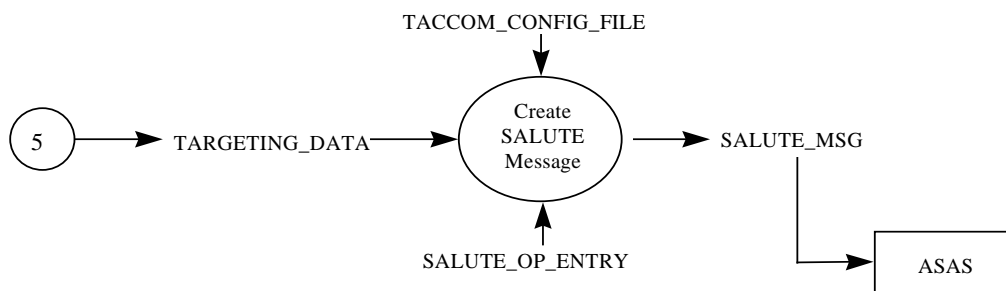 TACCOM_CONFIG_FILE
5
TARGETING_DATA
Create
SALUTE
Message
SALUTE_MSG
SALUTE_OP_ENTRY
ASAS